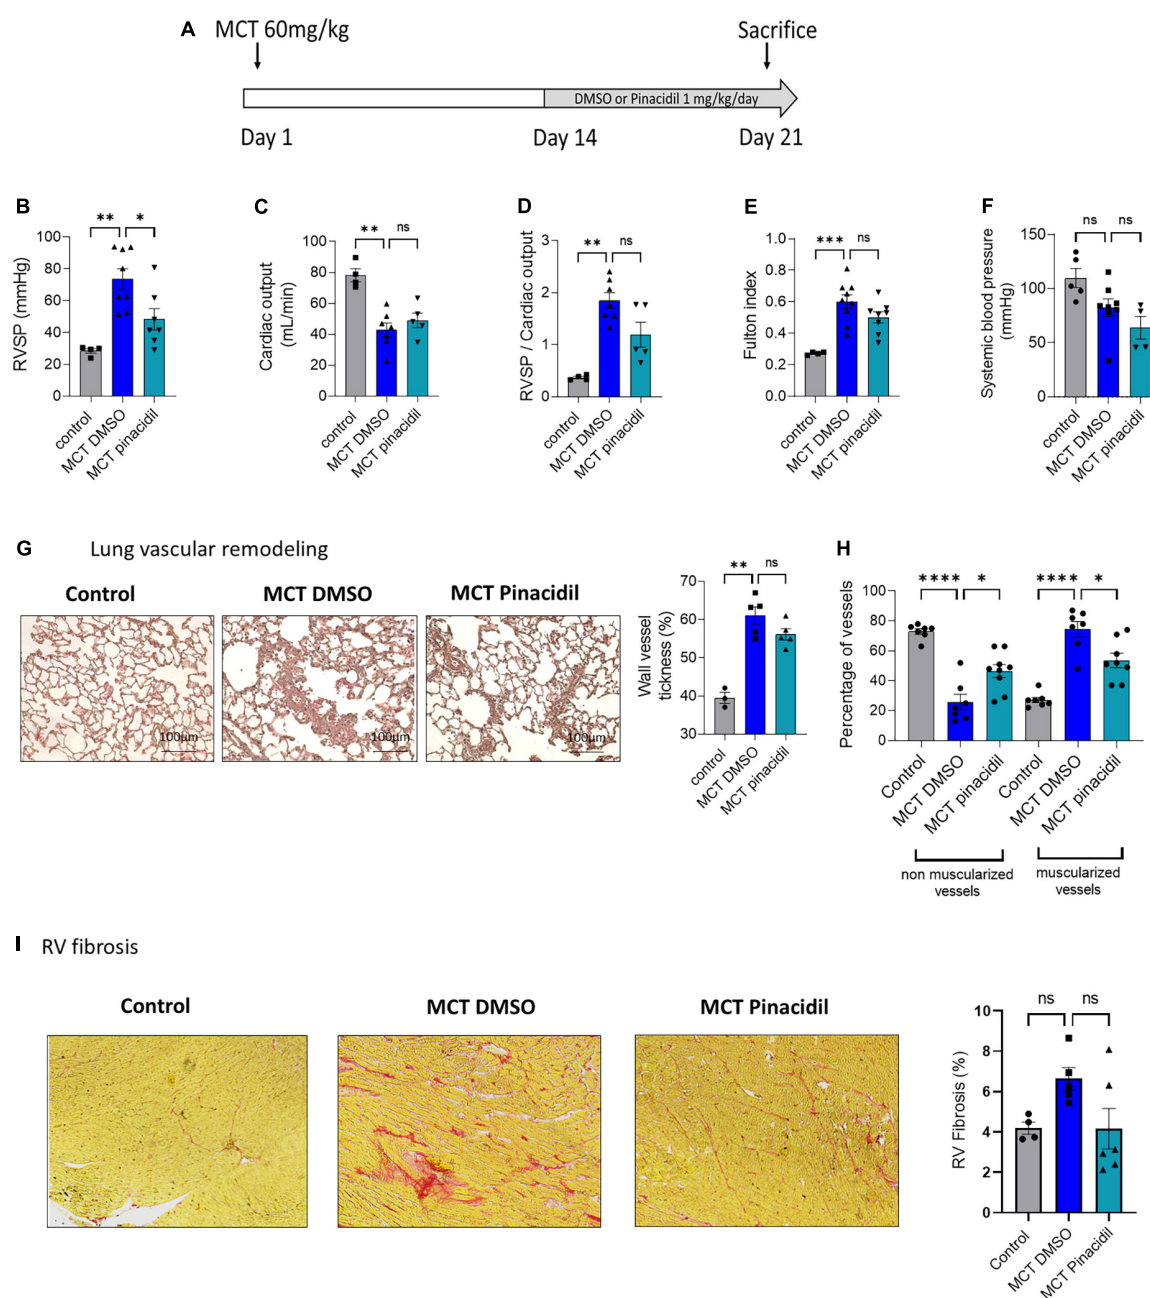 A
MCT 60mg/kg
Sacrifice
DMSO or Pinacidil 1 mg/kg/day
Day 1
Day 14
Day 21
B
** *
RVSP (mmHg)
100
80
60
40
20
0
control
MCT DMSO
MCT pinacidil
C
** ns
Cardiac output
(mL/min)
100
80
60
40
20
0
control
MCT DMSO
MCT pinacidil
D
** ns
RVSP / Cardiac output
3
2
1
0
control
MCT DMSO
MCT pinacidil
E
*** ns
Fulton index
1.0
0.8
0.6
0.4
0.2
0.0
control
MCT DMSO
MCT pinacidil
F
ns ns
Systemic blood pressure
(mmHg)
150
100
50
0
control
MCT DMSO
MCT pinacidil
G
Lung vascular remodeling
Control
MCT DMSO
MCT Pinacidil
100µm
100µm
100µm
** ns
Wall vessel
tickness (%)
70
60
50
40
30
control
MCT DMSO
MCT pinacidil
H
**** * **** *
Percentage of vessels
100
80
60
40
20
0
Control
MCT DMSO
MCT pinacidil
Control
MCT DMSO
MCT pinacidil
non muscularized
vessels
muscularized
vessels
I
RV fibrosis
Control
MCT DMSO
MCT Pinacidil
ns ns
RV Fibrosis (%)
10
8
6
4
2
0
Control
MCT DMSO
MCT Pinacidil